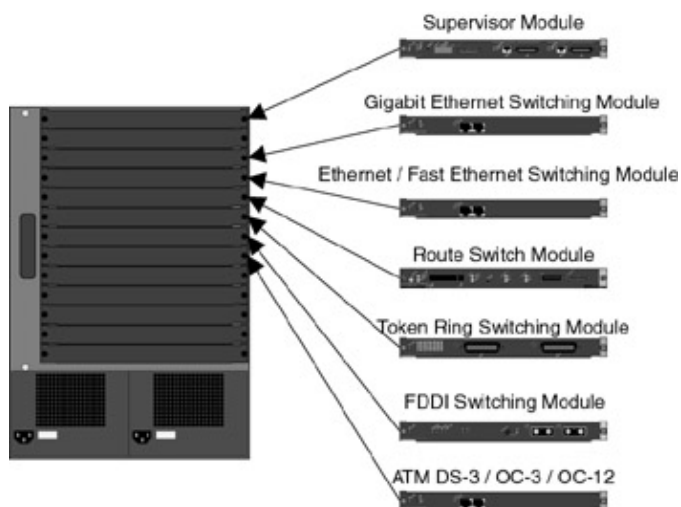 Supervisor Module
Gigabit Ethernet Switching Module
Ethernet / Fast Ethernet Switching Module
Route Switch Module
Token Ring Switching Module
FDDI Switching Module
ATM DS-3 / OC-3 / OC-12